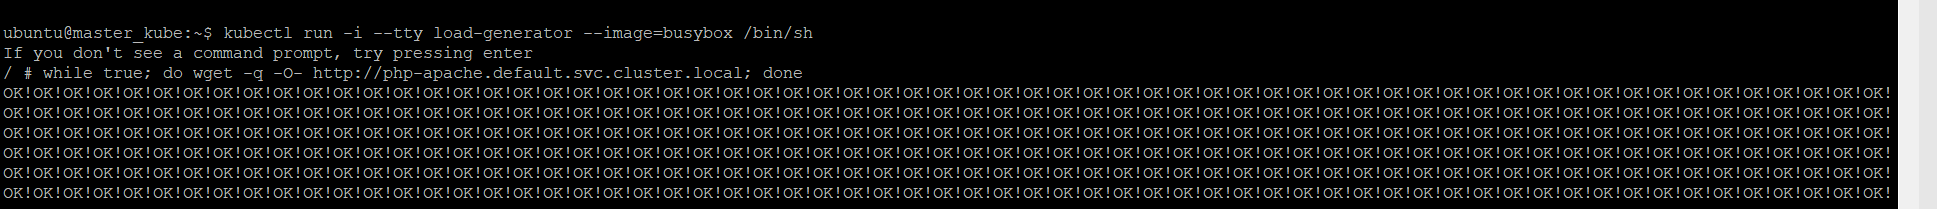 ubuntu@master_kube:~$ kubectl run -i --tty load-generator --image=busybox /bin/sh
If you don't see a command prompt, try pressing enter
/ # while true; do wget -q -O- http://php-apache.default.svc.cluster.local; done
OK!OK!OK!OK!OK!OK!OK!OK!OK!OK!OK!OK!OK!OK!OK!OK!OK!OK!OK!OK!OK!OK!OK!OK!OK!OK!OK!OK!OK!OK!OK!OK!OK!OK!OK!OK!OK!OK!OK!OK!OK!OK!OK!OK!OK!OK!OK!OK!OK!OK!OK!OK!OK!OK!OK!OK!OK!OK!OK!OK!OK!OK!OK!
OK!OK!OK!OK!OK!OK!OK!OK!OK!OK!OK!OK!OK!OK!OK!OK!OK!OK!OK!OK!OK!OK!OK!OK!OK!OK!OK!OK!OK!OK!OK!OK!OK!OK!OK!OK!OK!OK!OK!OK!OK!OK!OK!OK!OK!OK!OK!OK!OK!OK!OK!OK!OK!OK!OK!OK!OK!OK!OK!OK!OK!OK!OK!
OK!OK!OK!OK!OK!OK!OK!OK!OK!OK!OK!OK!OK!OK!OK!OK!OK!OK!OK!OK!OK!OK!OK!OK!OK!OK!OK!OK!OK!OK!OK!OK!OK!OK!OK!OK!OK!OK!OK!OK!OK!OK!OK!OK!OK!OK!OK!OK!OK!OK!OK!OK!OK!OK!OK!OK!OK!OK!OK!OK!OK!OK!OK!
OK!OK!OK!OK!OK!OK!OK!OK!OK!OK!OK!OK!OK!OK!OK!OK!OK!OK!OK!OK!OK!OK!OK!OK!OK!OK!OK!OK!OK!OK!OK!OK!OK!OK!OK!OK!OK!OK!OK!OK!OK!OK!OK!OK!OK!OK!OK!OK!OK!OK!OK!OK!OK!OK!OK!OK!OK!OK!OK!OK!OK!OK!OK!
OK!OK!OK!OK!OK!OK!OK!OK!OK!OK!OK!OK!OK!OK!OK!OK!OK!OK!OK!OK!OK!OK!OK!OK!OK!OK!OK!OK!OK!OK!OK!OK!OK!OK!OK!OK!OK!OK!OK!OK!OK!OK!OK!OK!OK!OK!OK!OK!OK!OK!OK!OK!OK!OK!OK!OK!OK!OK!OK!OK!OK!OK!OK!
OK!OK!OK!OK!OK!OK!OK!OK!OK!OK!OK!OK!OK!OK!OK!OK!OK!OK!OK!OK!OK!OK!OK!OK!OK!OK!OK!OK!OK!OK!OK!OK!OK!OK!OK!OK!OK!OK!OK!OK!OK!OK!OK!OK!OK!OK!OK!OK!OK!OK!OK!OK!OK!OK!OK!OK!OK!OK!OK!OK!OK!OK!OK!